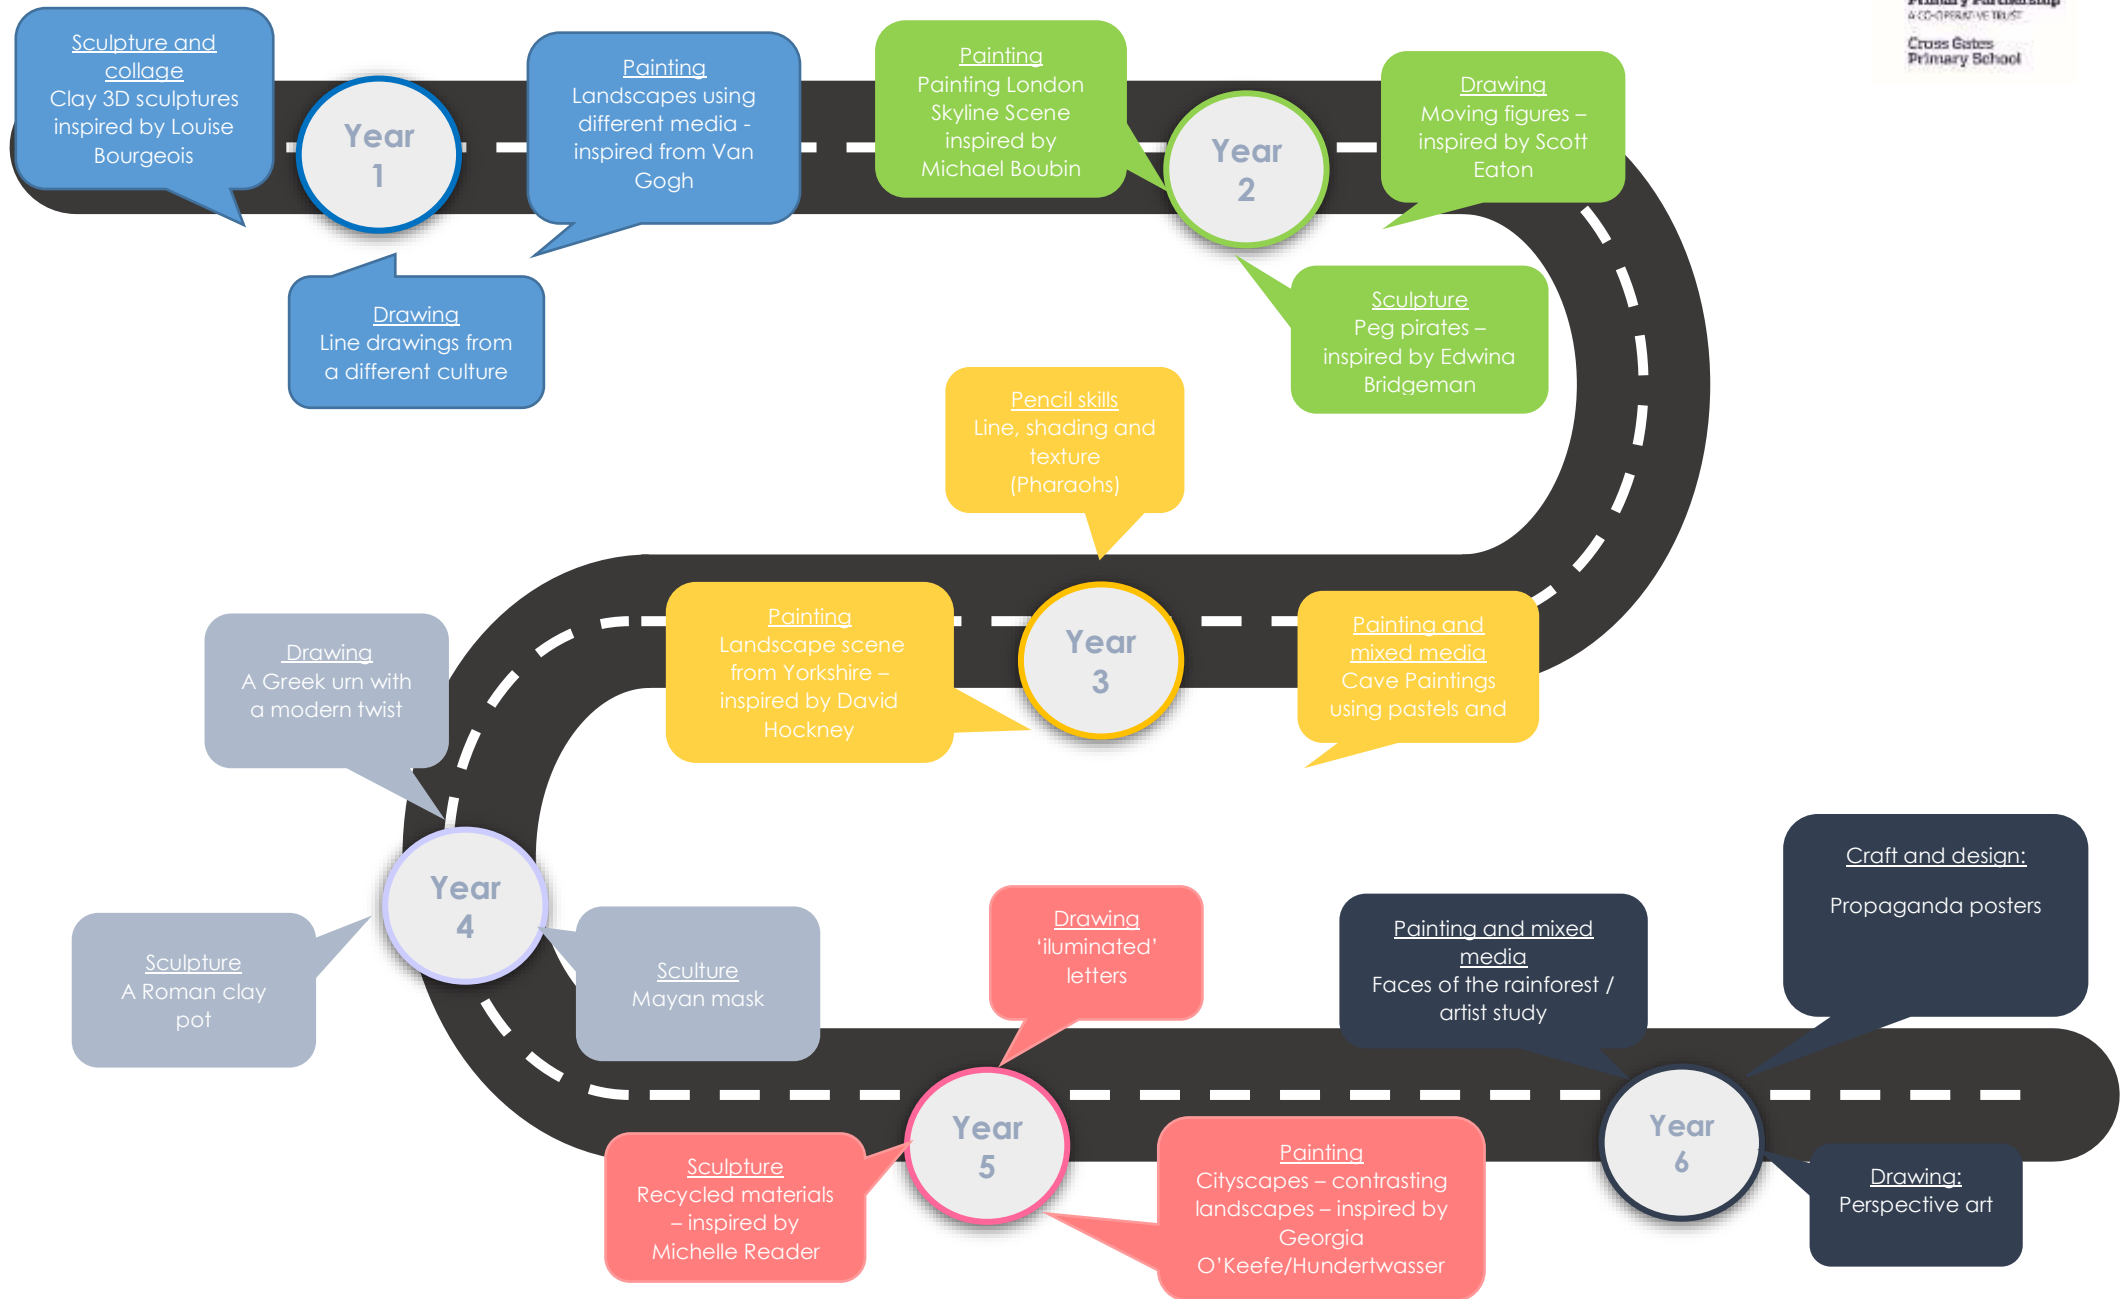 Primary Partnership
A CO-OPERATIVE TRUST
Cross Gates
Primary School
Sculpture and
collage
Clay 3D sculptures
inspired by Louise
Bourgeois
Year
1
Painting
Landscapes using
different media -
inspired from Van
Gogh
Drawing
Line drawings from
a different culture
Painting
Painting London
Skyline Scene
inspired by
Michael Boubin
Year
2
Drawing
Moving figures –
inspired by Scott
Eaton
Sculpture
Peg pirates –
inspired by Edwina
Bridgeman
Pencil skills
Line, shading and
texture
(Pharaohs)
Painting
Landscape scene
from Yorkshire –
inspired by David
Hockney
Year
3
Painting and
mixed media
Cave Paintings
using pastels and
Drawing
A Greek urn with
a modern twist
Year
4
Sculpture
A Roman clay
pot
Sculture
Mayan mask
Drawing
‘iluminated’
letters
Year
5
Sculpture
Recycled materials
– inspired by
Michelle Reader
Painting
Cityscapes – contrasting
landscapes – inspired by
Georgia
O’Keefe/Hundertwasser
Painting and mixed
media
Faces of the rainforest /
artist study
Craft and design:
Propaganda posters
Year
6
Drawing:
Perspective art